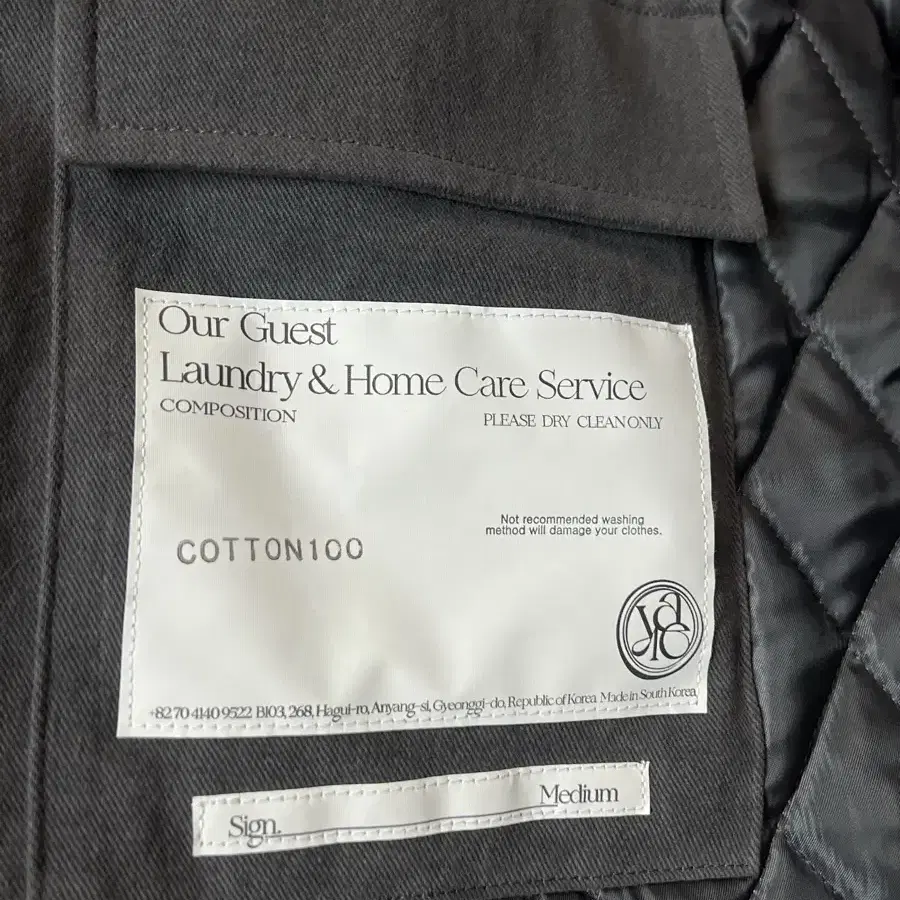 Our Guest
Laundry & Home Care Service
COMPOSITION
PLEASE DRY CLEAN ONLY
Not recommended washing
method will damage your clothes.
COTTON100
yale
+82 70 4140 9522 B103, 268, Hagui-ro, Anyang-si, Gyeonggi-do, Republic of Korea Made in South Korea
Medium
Sign.